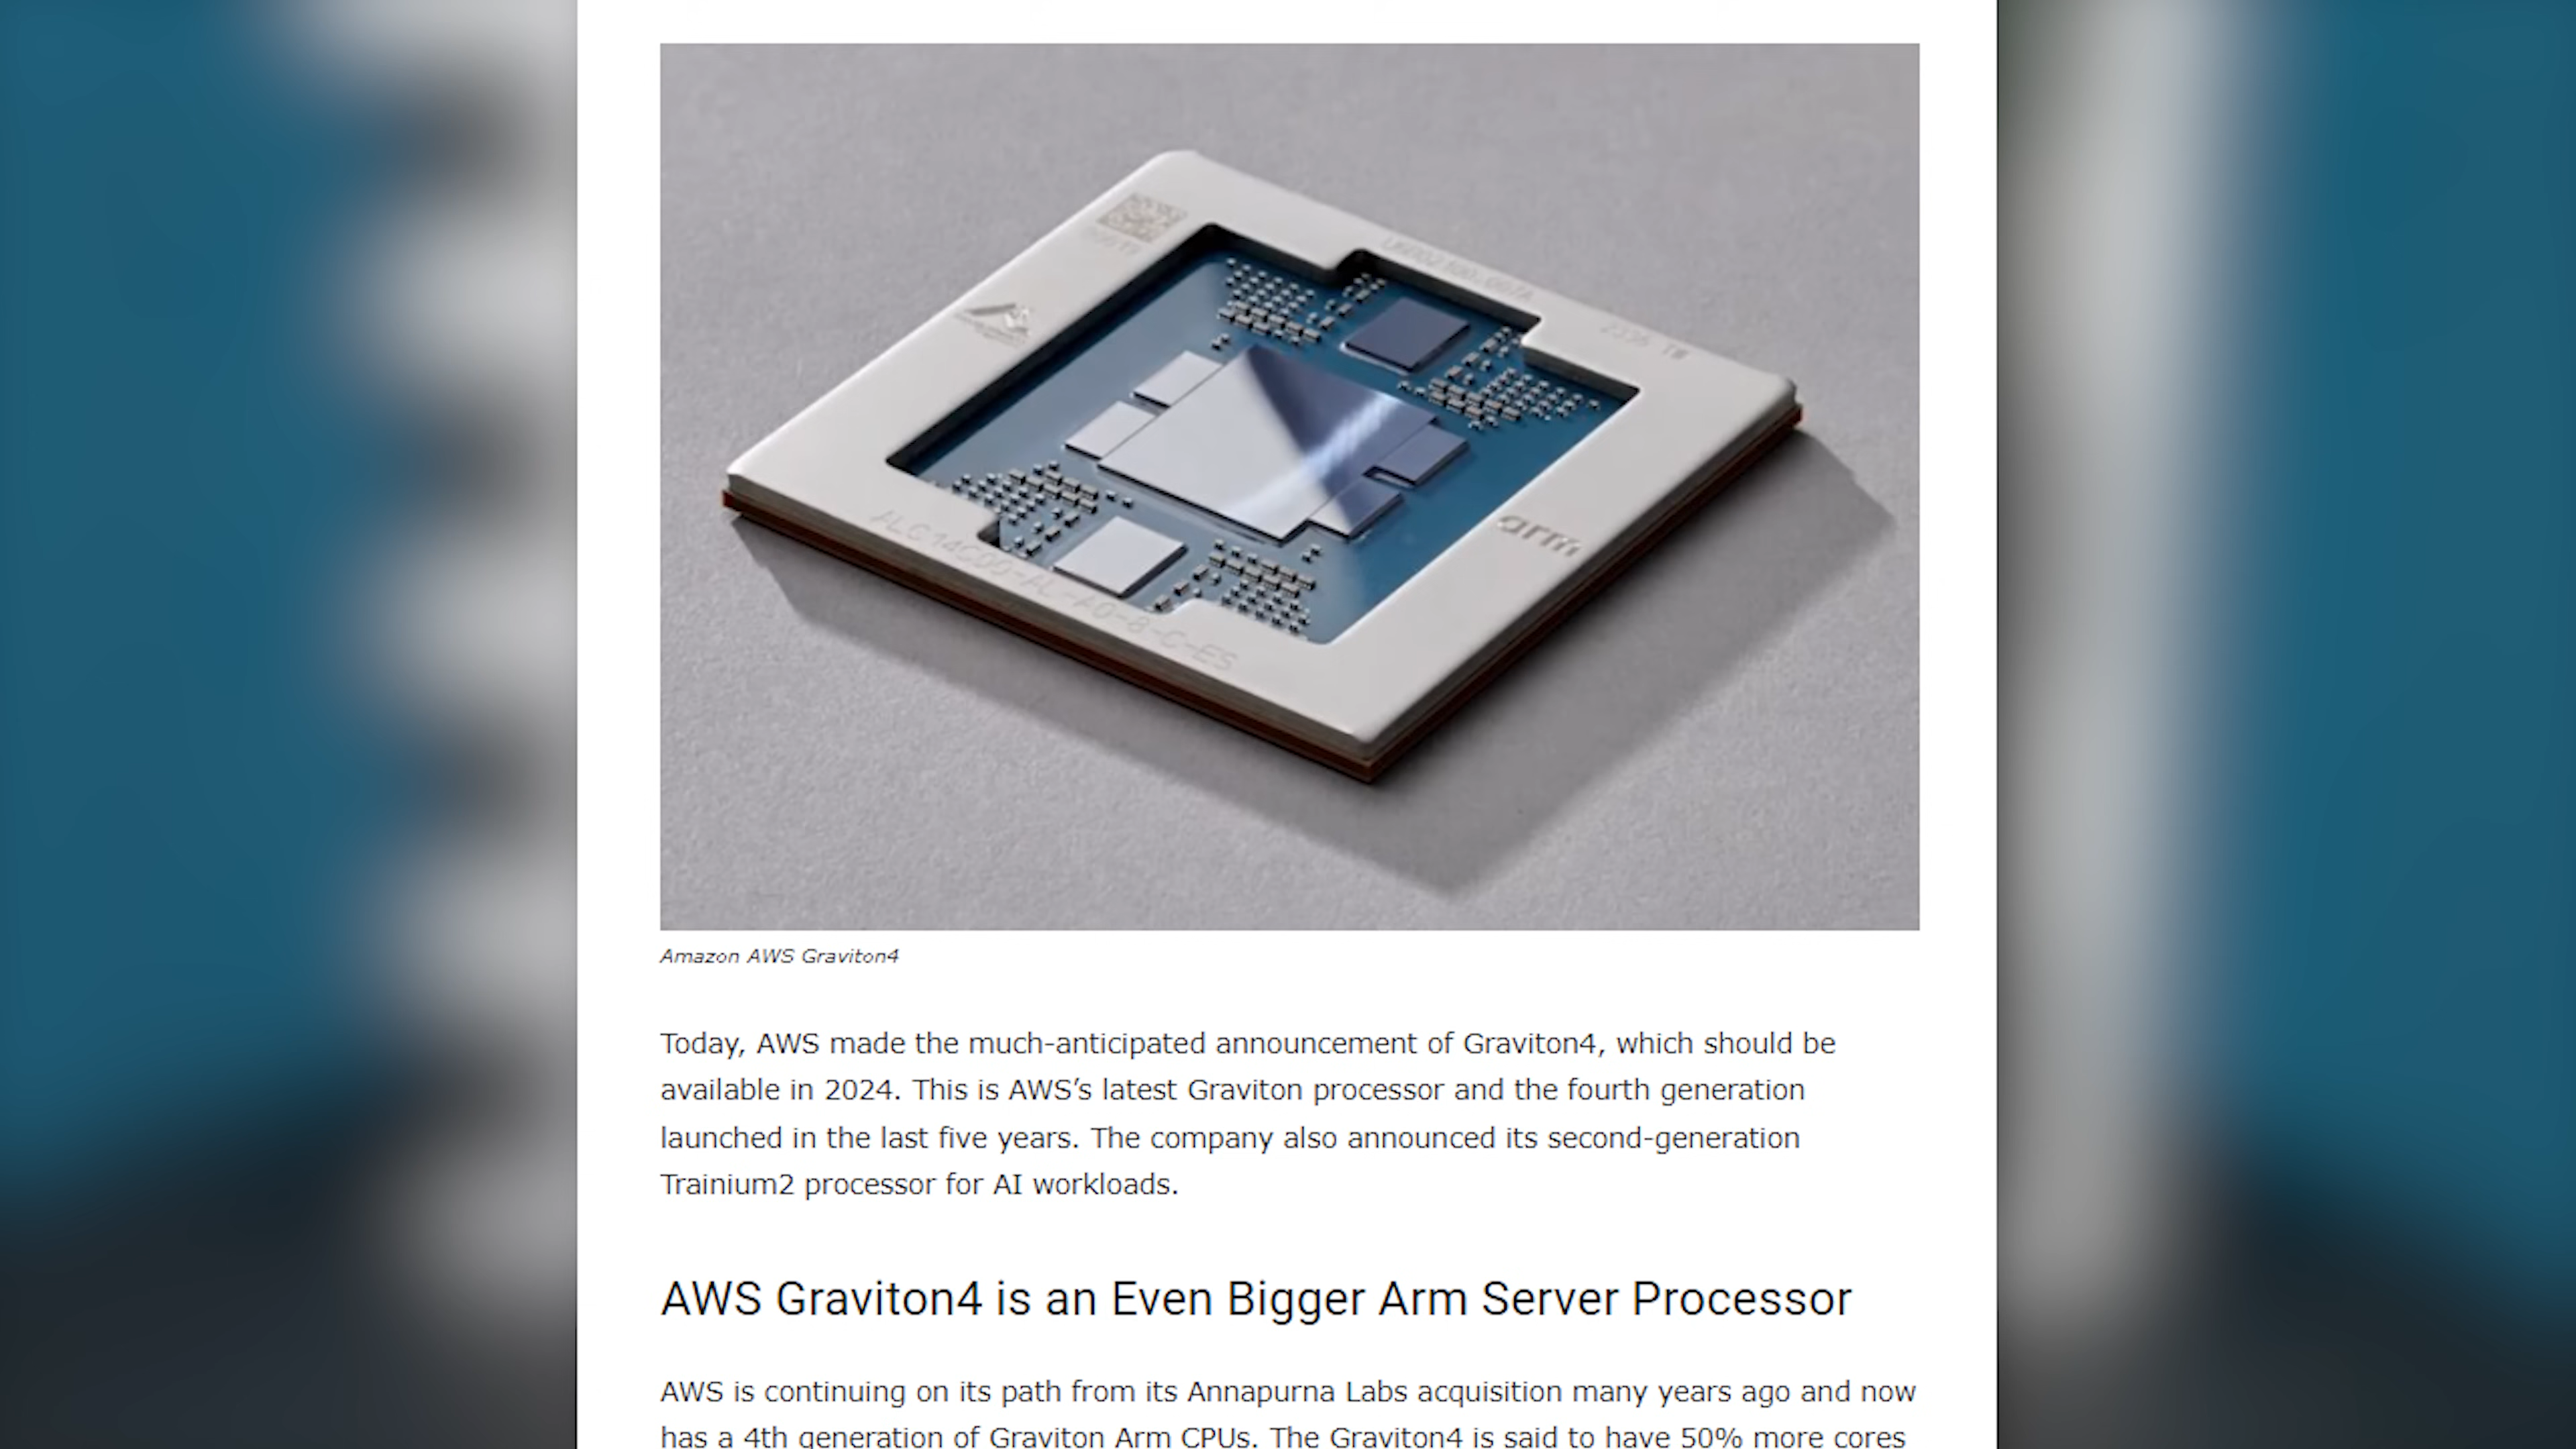 arm
Amazon AWS Graviton4
Today, AWS made the much-anticipated announcement of Graviton4, which should be
available in 2024. This is AWS’s latest Graviton processor and the fourth generation
launched in the last five years. The company also announced its second-generation
Trainium2 processor for AI workloads.
AWS Graviton4 is an Even Bigger Arm Server Processor
AWS is continuing on its path from its Annapurna Labs acquisition many years ago and now
has a 4th generation of Graviton Arm CPUs. The Graviton4 is said to have 50% more cores